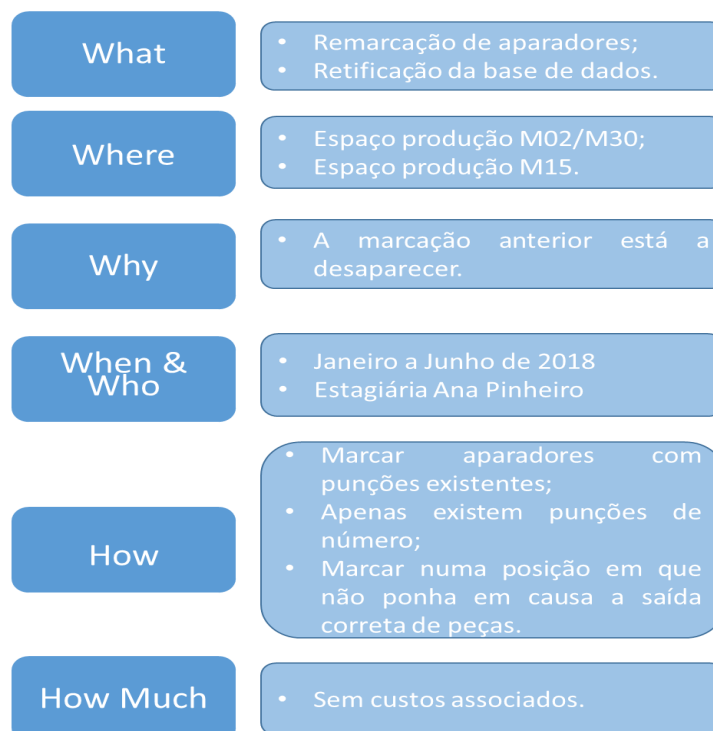 What
• Remarcação de aparadores;
• Retificação da base de dados.
Where
• Espaço produção M02/M30;
• Espaço produção M15.
Why
• A marcação anterior está a
desaparecer.
When &
Who
• Janeiro a Junho de 2018
• Estagiária Ana Pinheiro
How
• Marcar aparadores com
punções existentes;
• Apenas existem punções de
número;
• Marcar numa posição em que
não ponha em causa a saída
correta de peças.
How Much
• Sem custos associados.